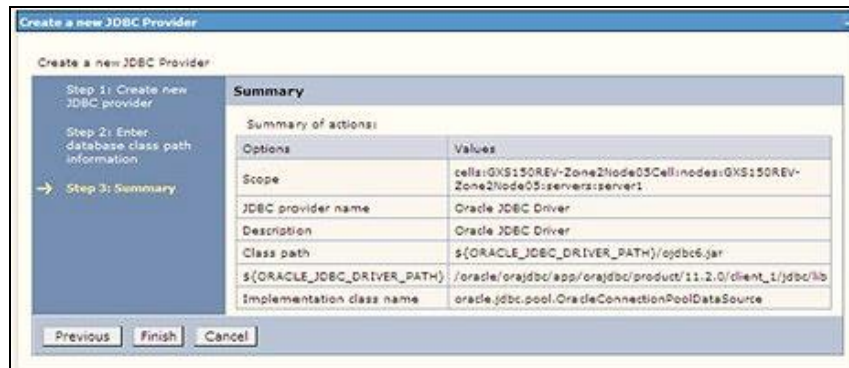 Create a new JDBC Provider
Create a new JDBC Provider
Step 1: Create new
JDBC provider
Step 2: Enter
database class path
information
Step 3: Summary
Summary
Summary of actions:
Options Values
Scope cells:GXS150REV-Zone2Node05Cell:nodes:GXS150REV-
Zone2Node05:servers:server1
JDBC provider name Oracle JDBC Driver
Description Oracle JDBC Driver
Class path ${ORACLE_JDBC_DRIVER_PATH}/ojdbc6.jar
${ORACLE_JDBC_DRIVER_PATH} /oracle/orajdbc/app/orajdbc/product/11.2.0/client_1/jdbc/lib
Implementation class name oracle.jdbc.pool.OracleConnectionPoolDataSource
Previous Finish Cancel